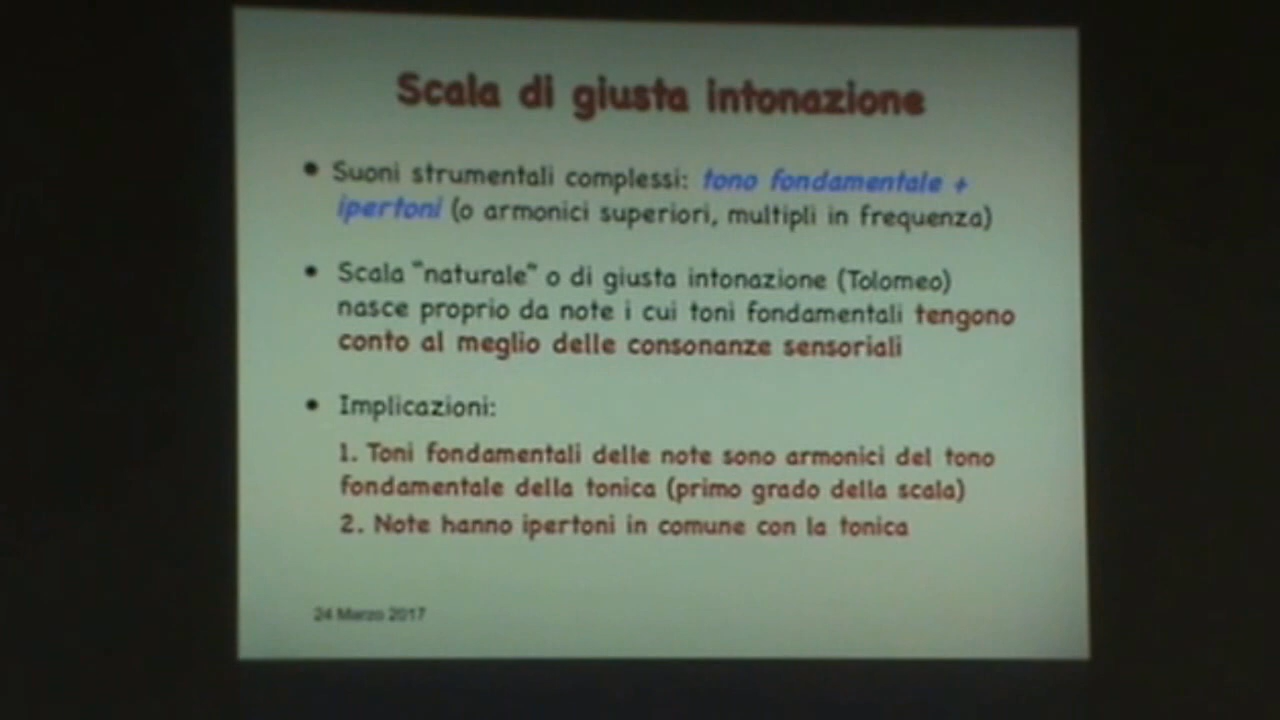 Scala di giusta intonazione
• Suoni strumentali complessi: tono fondamentale +
ipertoni (o armonici superiori, multipli in frequenza)
• Scala "naturale" o di giusta intonazione (Tolomeo)
nasce proprio da note i cui toni fondamentali tengono
conto al meglio delle consonanze sensoriali
• Implicazioni:
1. Toni fondamentali delle note sono armonici del tono
fondamentale della tonica (primo grado della scala)
2. Note hanno ipertoni in comune con la tonica
24 Marzo 2017